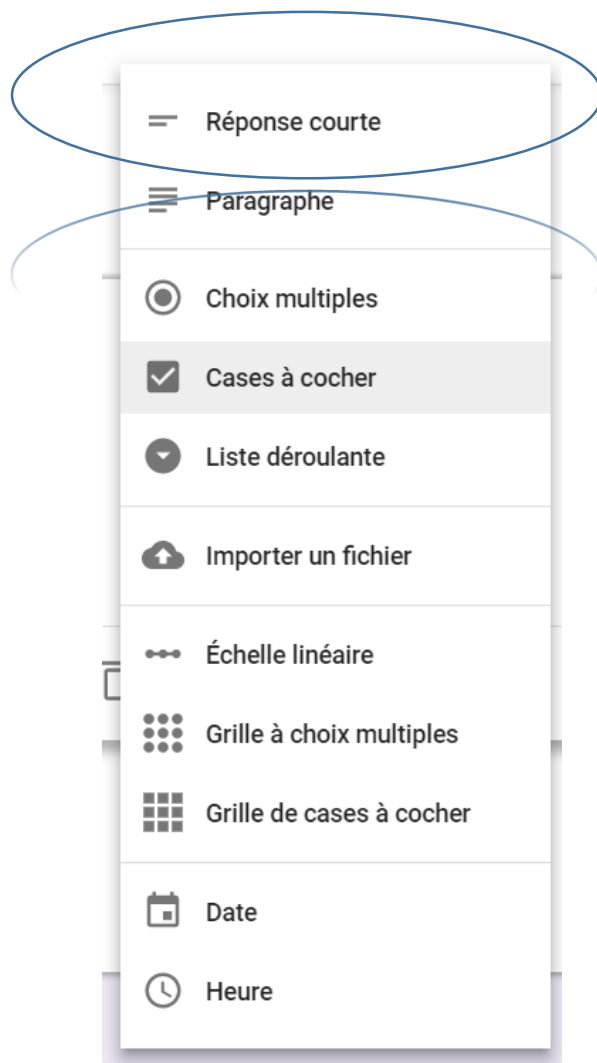 Réponse courte
Paragraphe
Choix multiples
Cases à cocher
Liste déroulante
Importer un fichier
Échelle linéaire
Grille à choix multiples
Grille de cases à cocher
Date
Heure